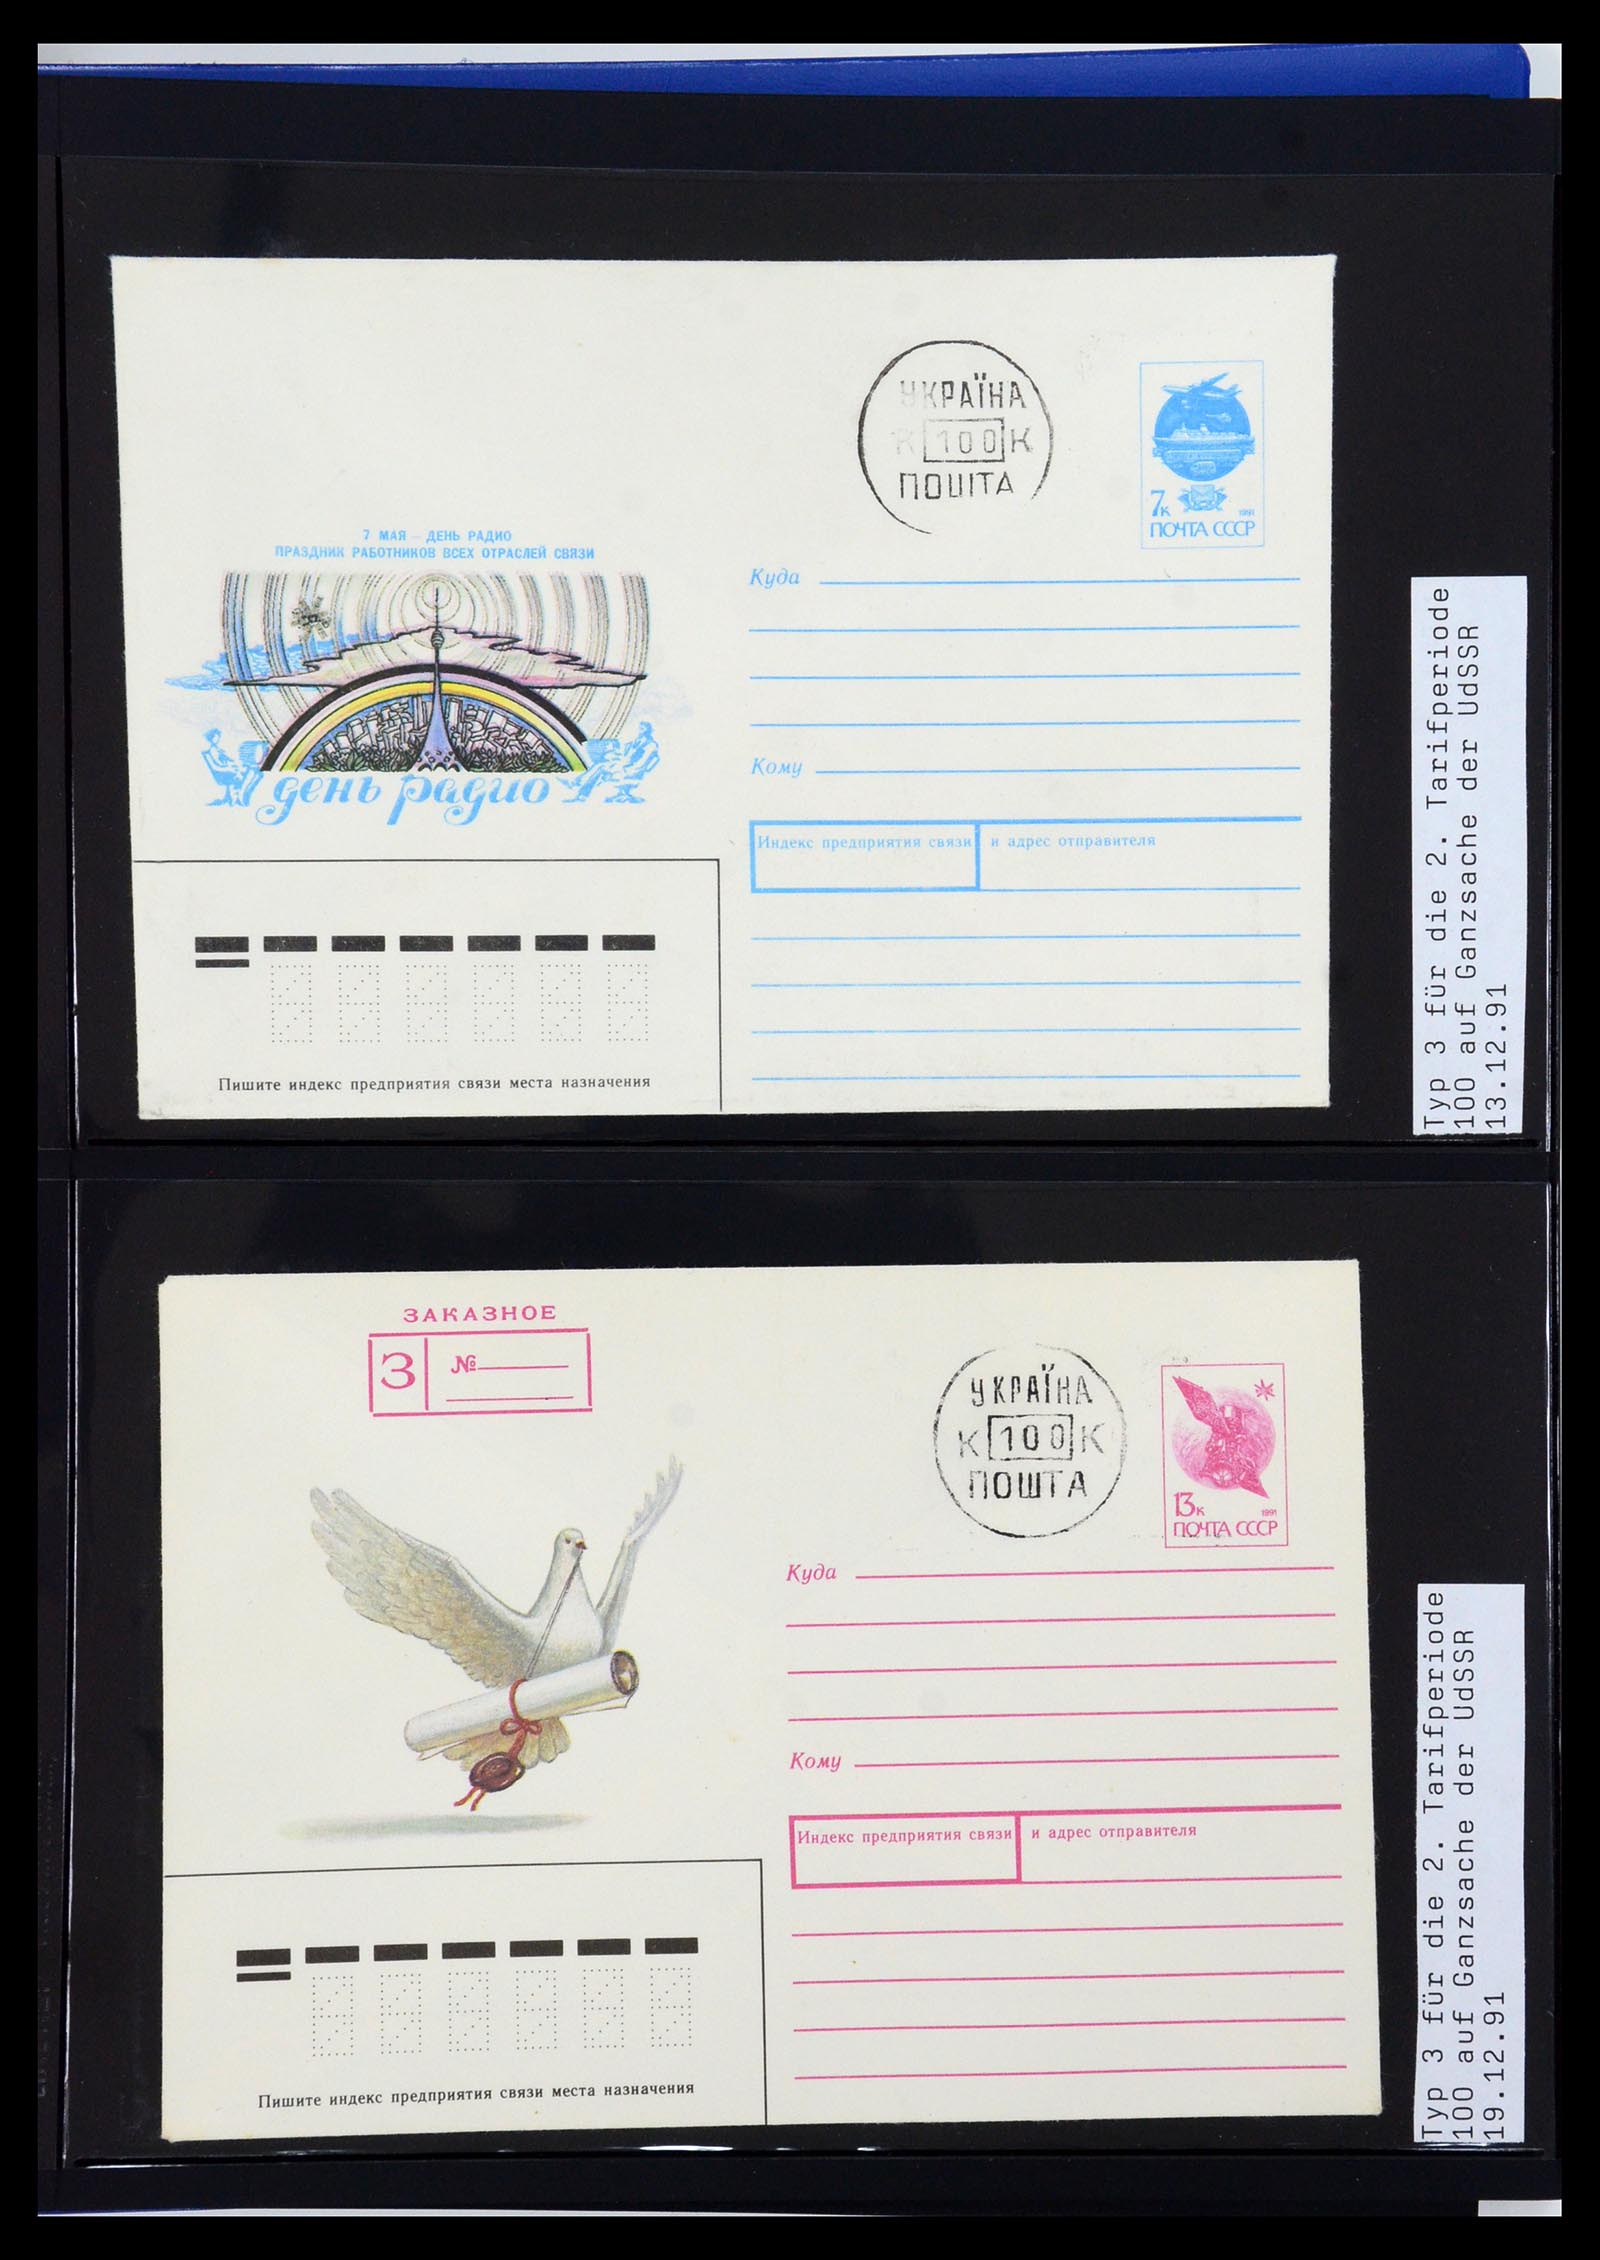 УКРАЇНА
К 100 К
ПОШТА
7к
1991
ПОЧТА СССР
7 МАЯ — ДЕНЬ РАДИО
ПРАЗДНИК РАБОТНИКОВ ВСЕХ ОТРАСЛЕЙ СВЯЗИ
день радио
Куда
Кому
Индекс предприятия связи и адрес отправителя
Пишите индекс предприятия связи места назначения
Typ 3 für die 2. Tarifperiode
100 auf Ganzsache der UdSSR
13.12.91
ЗАКАЗНОЕ
З №
УКРАЇНА
К 100 К
ПОШТА
13к
1991
ПОЧТА СССР
Куда
Кому
Индекс предприятия связи и адрес отправителя
Пишите индекс предприятия связи места назначения
Typ 3 für die 2. Tarifperiode
100 auf Ganzsache der UdSSR
19.12.91